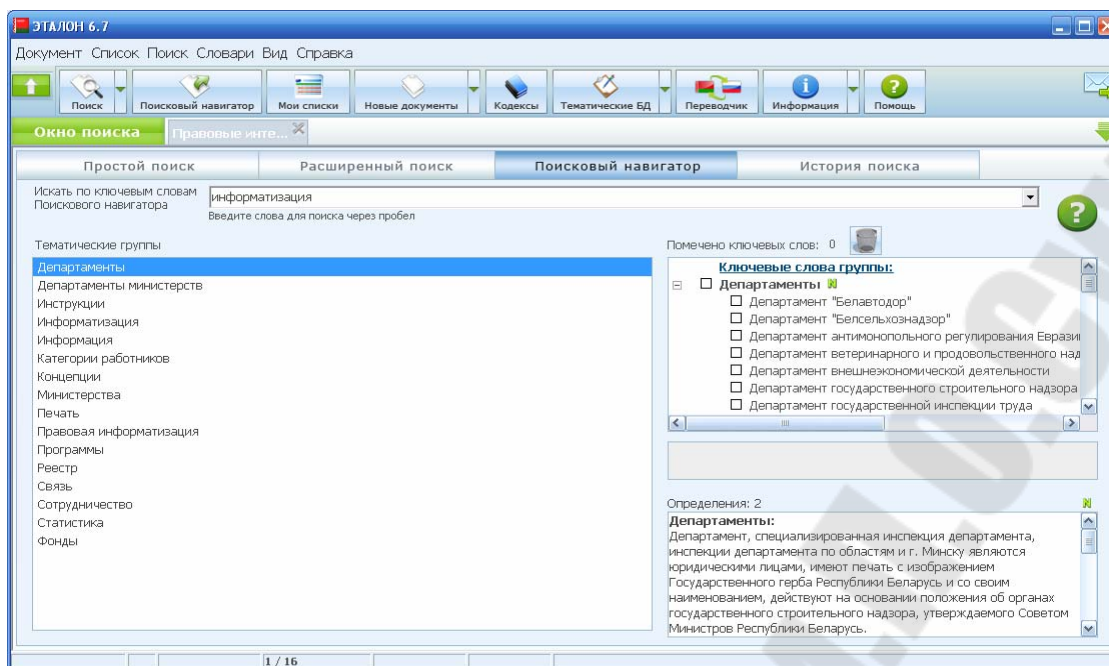 ЭТАЛОН 6.7
Документ Список Поиск Словари Вид Справка
Поиск Поисковый навигатор Мои списки Новые документы Кодексы Тематические БД Переводчик Информация Помощь
Окно поиска Правовые инте...
Простой поиск Расширенный поиск Поисковый навигатор История поиска
Искать по ключевым словам
Поискового навигатора
информатизация
Введите слова для поиска через пробел
Тематические группы
Департаменты
Департаменты министерств
Инструкции
Информатизация
Информация
Категории работников
Концепции
Министерства
Печать
Правовая информатизация
Программы
Реестр
Связь
Сотрудничество
Статистика
Фонды
Помечено ключевых слов: 0
Ключевые слова группы:
Департаменты
Департамент "Белавтодор"
Департамент "Белсельхознадзор"
Департамент антимонопольного регулирования
Департамент ветеринарного и продовольственного над
Департамент внешнеэкономической деятельности
Департамент государственного строительного надзора
Департамент государственной инспекции труда
Определения: 2
Департаменты:
Департамент, специализированная инспекция департамента,
инспекции департамента по областям и г. Минску являются
юридическими лицами, имеют печать с изображением
Государственного герба Республики Беларусь и со своим
наименованием, действуют на основании положения об органах
государственного строительного надзора, утверждаемого Советом
Министров Республики Беларусь.
1 / 16